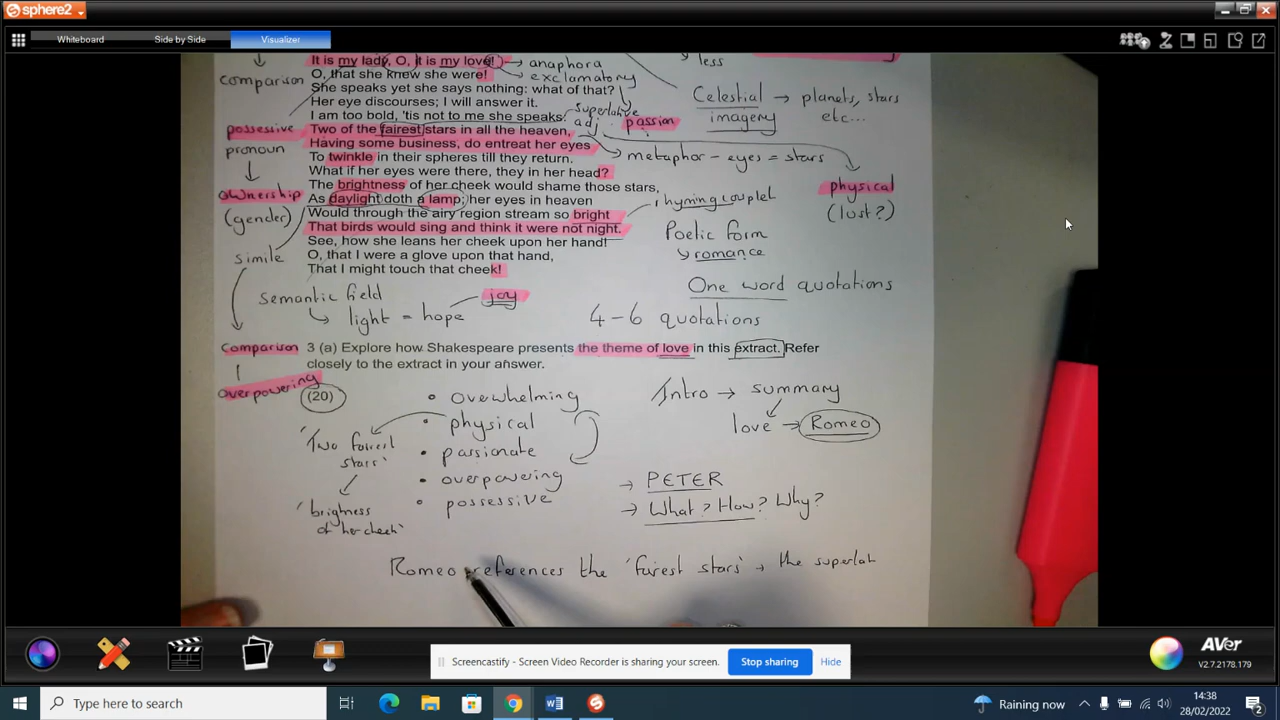 sphere2
Whiteboard
Side by Side
Visualizer
It is my lady, O, it is my love!
anaphora
less
comparison
O, that she knew she were!
exclamatory
She speaks yet she says nothing: what of that?
Her eye discourses; I will answer it.
I am too bold, 'tis not to me she speaks.
superlative
adj
passion
Celestial → planets, stars
imagery etc...
possessive
pronoun
Two of the fairest stars in all the heaven,
Having some business, do entreat her eyes
To twinkle in their spheres till they return.
metaphor - eyes = stars
What if her eyes were there, they in her head?
The brightness of her cheek would shame those stars,
As daylight doth a lamp; her eyes in heaven
Would through the airy region stream so bright
That birds would sing and think it were not night.
See, how she leans her cheek upon her hand!
O, that I were a glove upon that hand,
That I might touch that cheek!
ownership
(gender)
simile
physical
(lust?)
rhyming couplet
Poetic form
romance
Semantic field
light = hope
joy
One word quotations
4-6 quotations
Comparison
overpowering
3 (a) Explore how Shakespeare presents the theme of love in this extract. Refer
closely to the extract in your answer.
(20)
• overwhelming
• physical
• passionate
• overpowering
• possessive
'Two fairest
stars'
'brighness
of her cheek'
Intro → summary
love → Romeo
→ PETER
→ What? How? Why?
Romeo references the 'fairest stars' → the superlat
Screencastify - Screen Video Recorder is sharing your screen.
Stop sharing
Hide
AVer
V2.7.2178.179
Type here to search
Raining now
14:38
28/02/2022
2